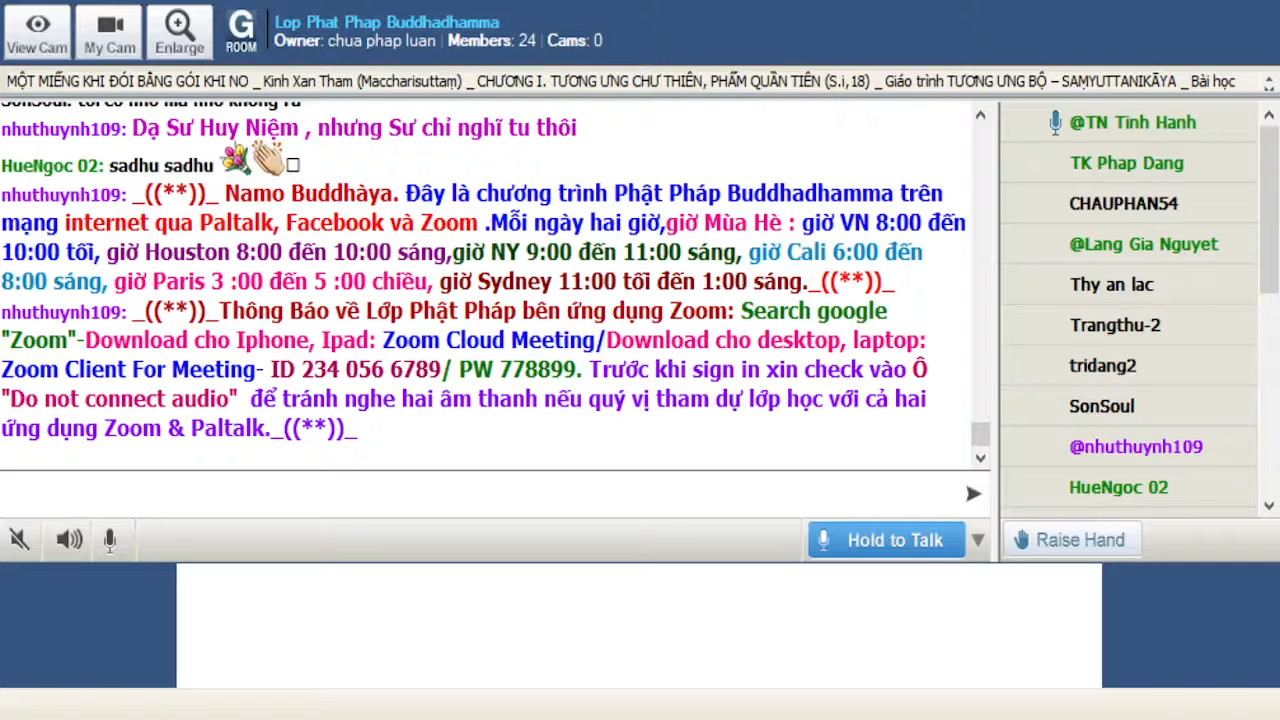 View Cam
My Cam
Enlarge
G
ROOM
Lop Phat Phap Buddhadhamma
Owner: chua phap luan | Members: 24 | Cams: 0
MỘT MIẾNG KHI ĐÓI BẰNG GÓI KHI NO _ Kinh Xan Tham (Maccharisuttaṃ) _ CHƯƠNG I. TƯƠNG ƯNG CHƯ THIÊN, PHẨM QUẦN TIÊN (S.i,18) _ Giáo trình TƯƠNG ƯNG BỘ – SAṂYUTTANIKĀYA _ Bài học
SonSoul: tôi có nhớ mà nhớ không ra
nhuthuynh109: Dạ Sư Huy Niệm , nhưng Sư chỉ nghĩ tu thôi
HueNgoc 02: sadhu sadhu
nhuthuynh109: _((**))_ Namo Buddhàya. Đây là chương trình Phật Pháp Buddhadhamma trên
mạng internet qua Paltalk, Facebook và Zoom .Mỗi ngày hai giờ,giờ Mùa Hè : giờ VN 8:00 đến
10:00 tối, giờ Houston 8:00 đến 10:00 sáng,giờ NY 9:00 đến 11:00 sáng, giờ Cali 6:00 đến
8:00 sáng, giờ Paris 3 :00 đến 5 :00 chiều, giờ Sydney 11:00 tối đến 1:00 sáng._((**))_
nhuthuynh109: _((**))_Thông Báo về Lớp Phật Pháp bên ứng dụng Zoom: Search google
"Zoom"-Download cho Iphone, Ipad: Zoom Cloud Meeting/Download cho desktop, laptop:
Zoom Client For Meeting- ID 234 056 6789/ PW 778899. Trước khi sign in xin check vào Ô
"Do not connect audio"  để tránh nghe hai âm thanh nếu quý vị tham dự lớp học với cả hai
ứng dụng Zoom & Paltalk._((**))_
Hold to Talk
@TN Tinh Hanh
TK Phap Dang
CHAUPHAN54
@Lang Gia Nguyet
Thy an lac
Trangthu-2
tridang2
SonSoul
@nhuthuynh109
HueNgoc 02
Raise Hand